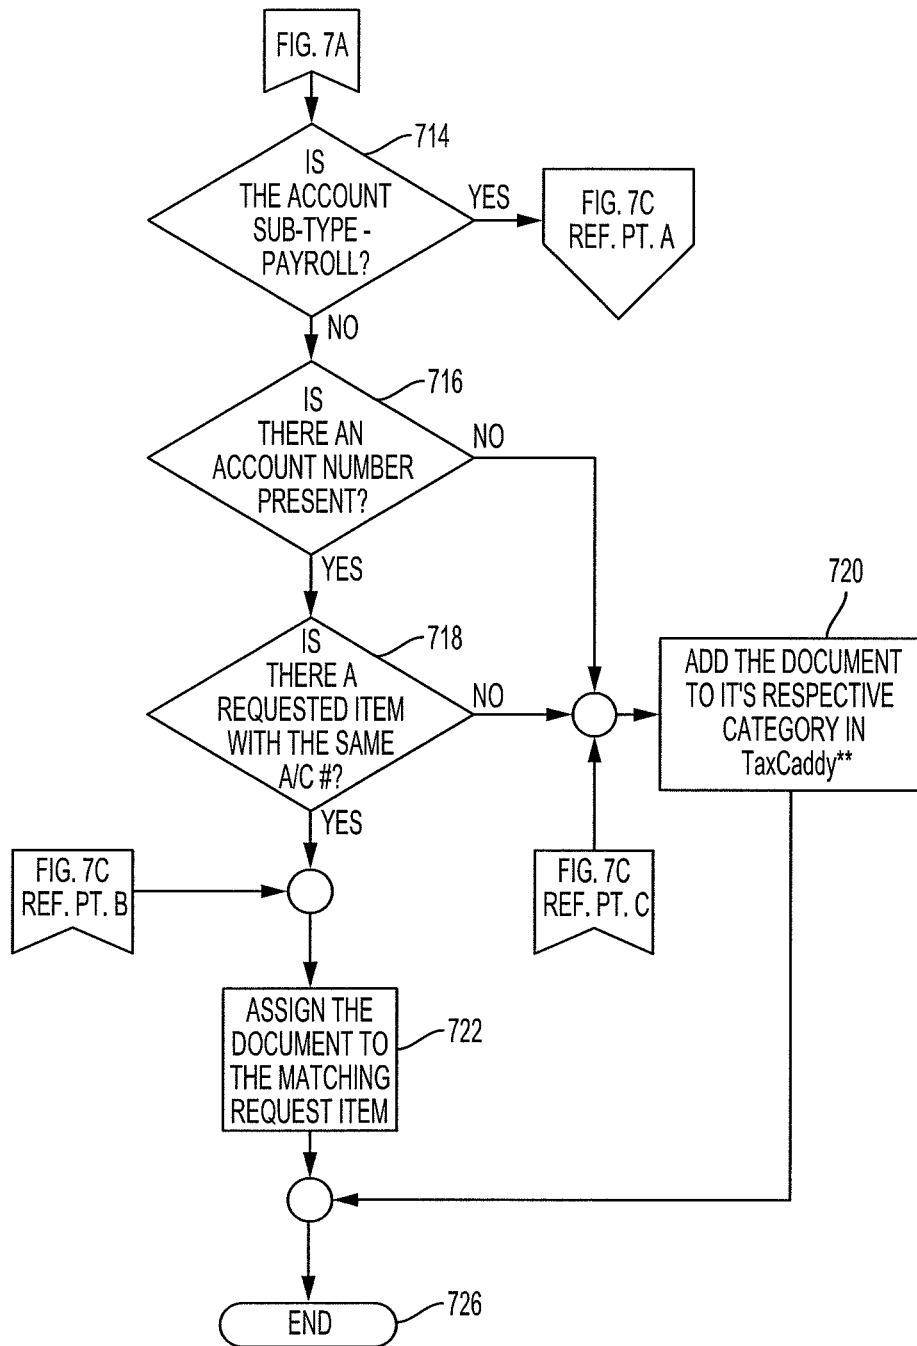 FIG. 7A
714
IS
THE ACCOUNT
SUB-TYPE -
PAYROLL?
YES
FIG. 7C
REF. PT. A
NO
716
IS
THERE AN
ACCOUNT NUMBER
PRESENT?
NO
YES
718
IS
THERE A
REQUESTED ITEM
WITH THE SAME
A/C #?
NO
720
ADD THE DOCUMENT
TO IT'S RESPECTIVE
CATEGORY IN
TaxCaddy**
YES
FIG. 7C
REF. PT. B
FIG. 7C
REF. PT. C
ASSIGN THE
DOCUMENT TO
THE MATCHING
REQUEST ITEM
722
END
726